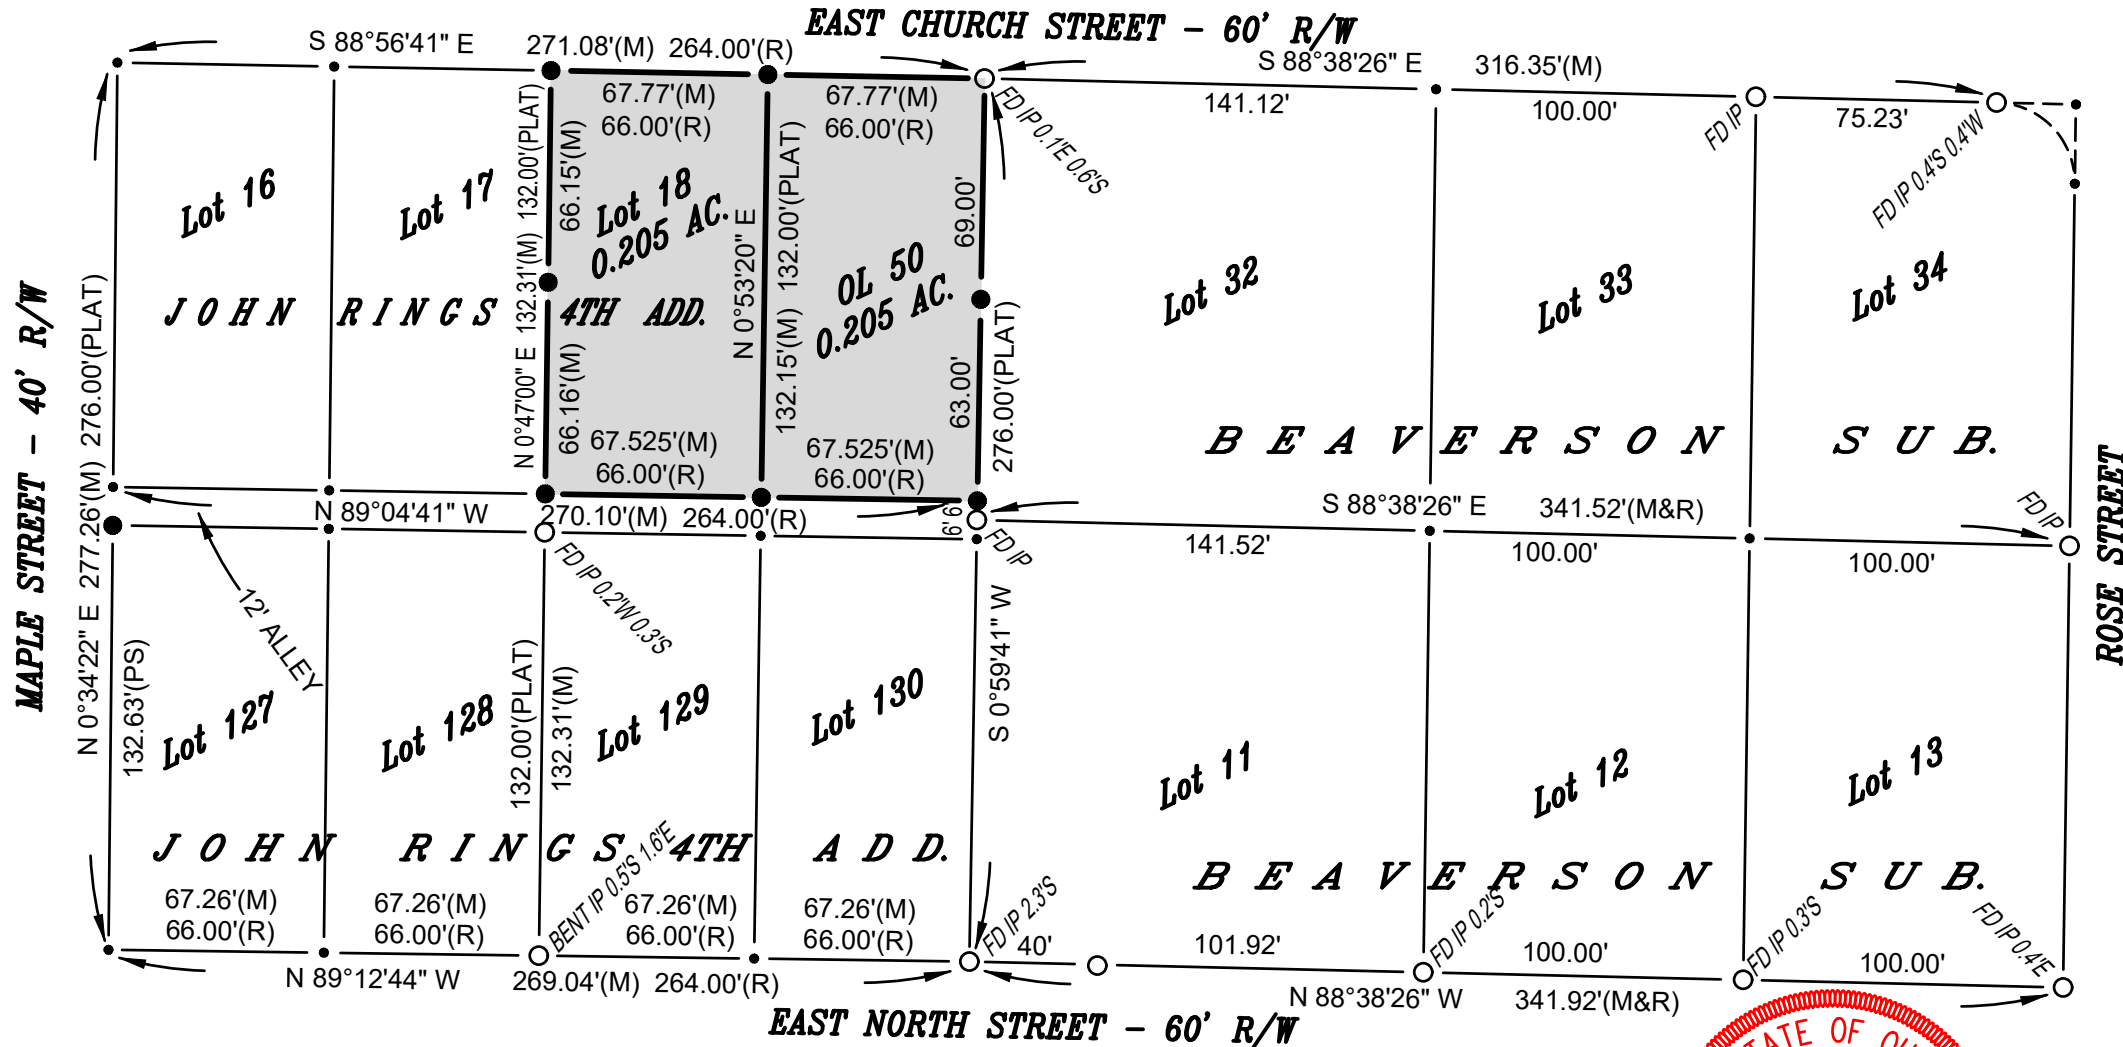 EAST CHURCH STREET - 60' R/W
S 88°56'41" E 271.08'(M) 264.00'(R)
S 88°38'26" E 316.35'(M)
67.77'(M)
66.00'(R)
67.77'(M)
66.00'(R)
141.12'
100.00'
75.23'
FD IP 0.1'E 0.6'S
FD IP
FD IP 0.4'S 0.4'W
Lot 16
Lot 17
N 0°47'00" E 132.31'(M) 132.00'(PLAT)
66.15'(M)
66.16'(M)
Lot 18
0.205 AC.
N 0°53'20" E
132.15'(M) 132.00'(PLAT)
OL 50
0.205 AC.
69.00'
63.00'
276.00'(PLAT)
Lot 32
Lot 33
Lot 34
JOHN RINGS 4TH ADD.
BEAVERSON SUB.
MAPLE STREET - 40' R/W
N 0°34'22" E 277.26'(M) 276.00'(PLAT)
ROSE STREET
67.525'(M)
66.00'(R)
67.525'(M)
66.00'(R)
N 89°04'41" W 270.10'(M) 264.00'(R)
6' 6'
S 88°38'26" E 341.52'(M&R)
141.52'
100.00'
100.00'
FD IP
FD IP
FD IP 0.2'W 0.3'S
12' ALLEY
132.63'(PS)
132.00'(PLAT)
132.31'(M)
S 0°59'41" W
Lot 127
Lot 128
Lot 129
Lot 130
Lot 11
Lot 12
Lot 13
JOHN RINGS 4TH ADD.
BEAVERSON SUB.
67.26'(M)
66.00'(R)
67.26'(M)
66.00'(R)
67.26'(M)
66.00'(R)
67.26'(M)
66.00'(R)
BENT IP 0.5'S 1.6'E
FD IP 2.3'S
FD IP 0.2'S
FD IP 0.3'S
FD IP 0.4'E
40'
101.92'
100.00'
100.00'
N 89°12'44" W 269.04'(M) 264.00'(R)
N 88°38'26" W 341.92'(M&R)
EAST NORTH STREET - 60' R/W
OF